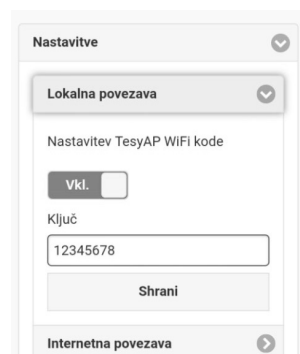 Nastavitve
Lokalna povezava
Nastavitev TesyAP WiFi kode
Vkl.
Ključ
12345678
Shrani
Internetna povezava